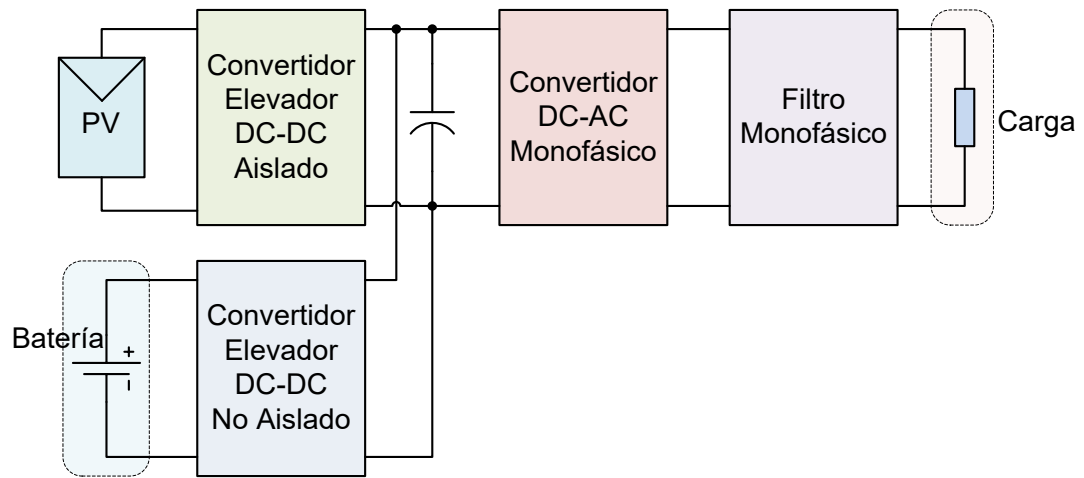 PV
Convertidor
Elevador
DC-DC
Aislado
Convertidor
DC-AC
Monofásico
Filtro
Monofásico
Carga
Batería
+
Convertidor
Elevador
DC-DC
No Aislado